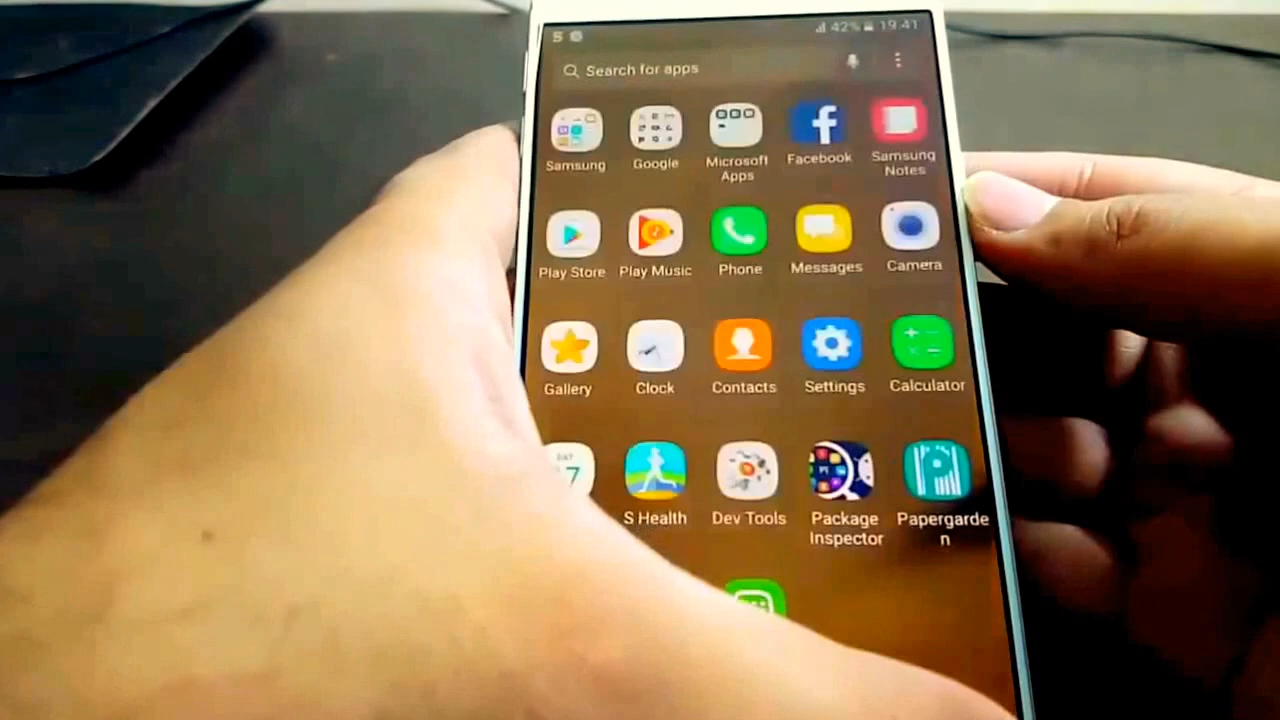 42% 19:41
Search for apps
Samsung Google Microsoft Apps Facebook Samsung Notes
Play Store Play Music Phone Messages Camera
Gallery Clock Contacts Settings Calculator
7
S Health Dev Tools Package Inspector Papergarden